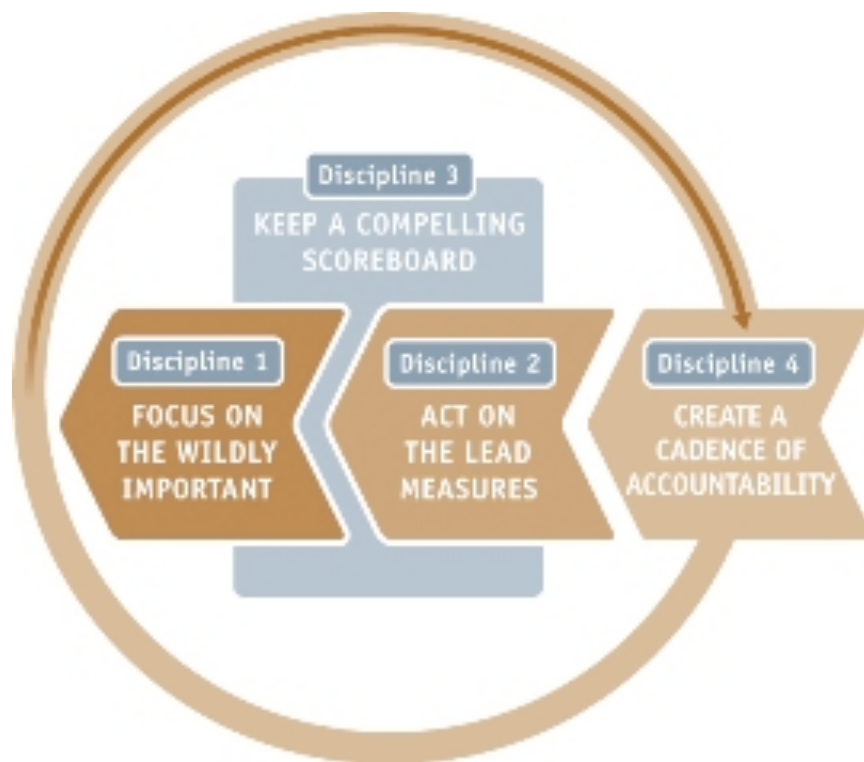 Discipline 3
KEEP A COMPELLING
SCOREBOARD
Discipline 1
FOCUS ON
THE WILDLY
IMPORTANT
Discipline 2
ACT ON
THE LEAD
MEASURES
Discipline 4
CREATE A
CADENCE OF
ACCOUNTABILITY